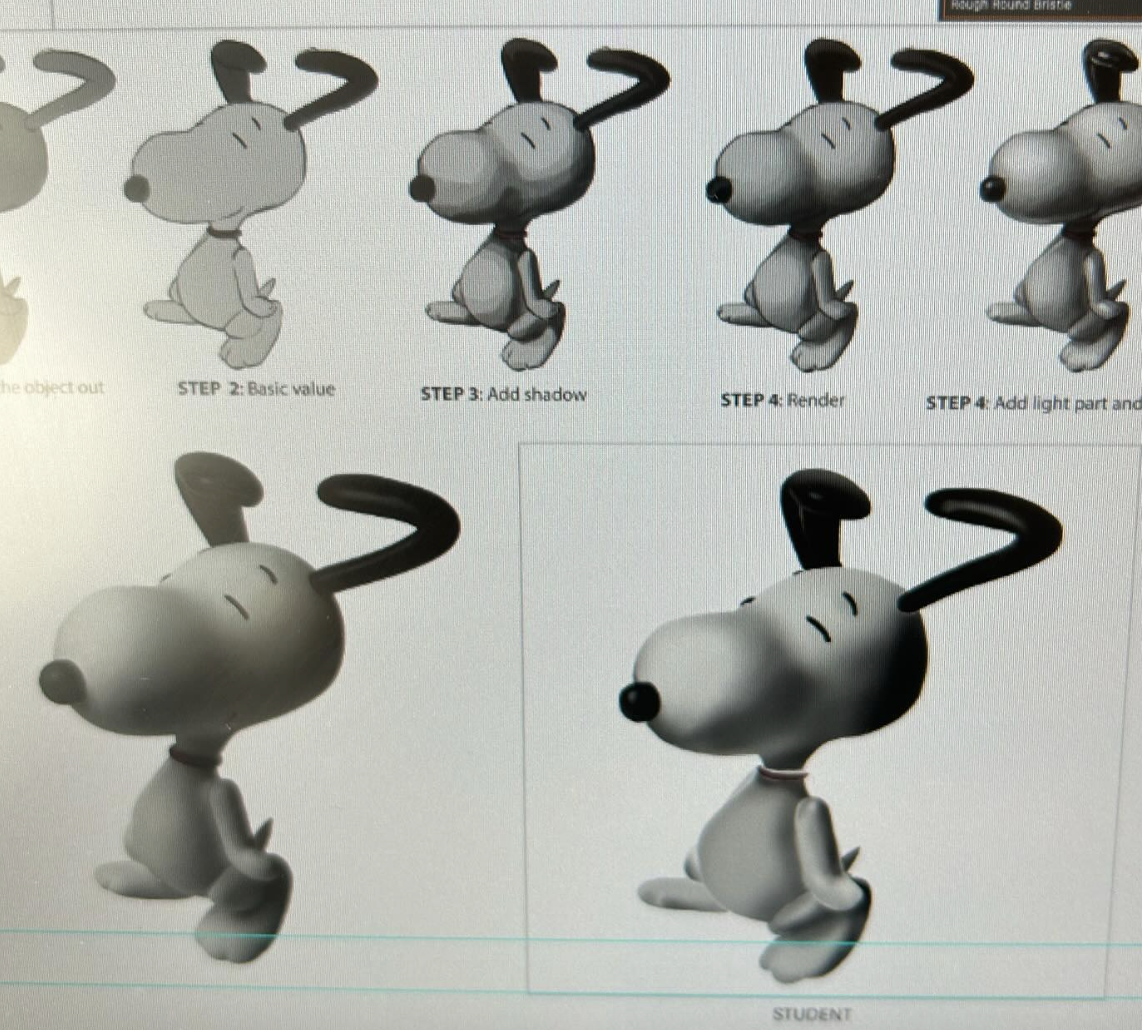 Rough Round Bristle
he object out
STEP 2: Basic value
STEP 3: Add shadow
STEP 4: Render
STEP 4: Add light part and
STUDENT